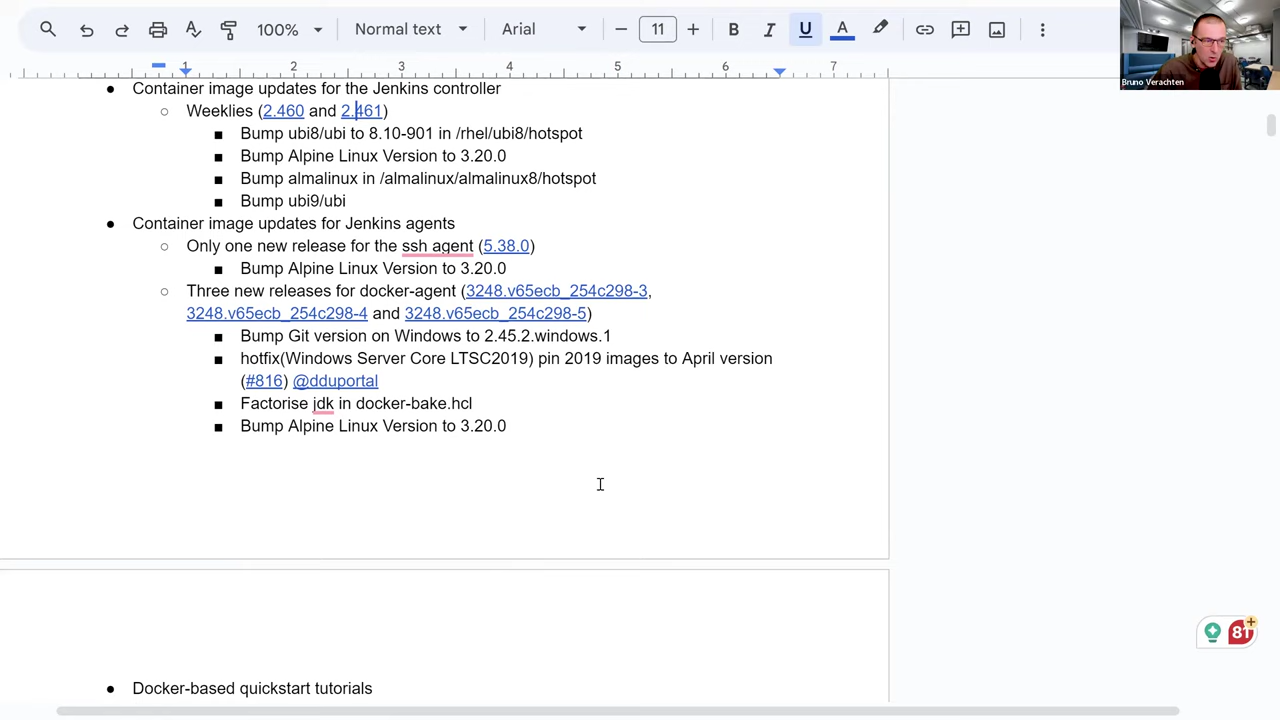 100%
Normal text
Arial
11
B
I
U
A
Bruno Verachten
1
2
3
4
5
6
7
● Container image updates for the Jenkins controller
○ Weeklies (2.460 and 2.461)
■ Bump ubi8/ubi to 8.10-901 in /rhel/ubi8/hotspot
■ Bump Alpine Linux Version to 3.20.0
■ Bump almalinux in /almalinux/almalinux8/hotspot
■ Bump ubi9/ubi
● Container image updates for Jenkins agents
○ Only one new release for the ssh agent (5.38.0)
■ Bump Alpine Linux Version to 3.20.0
○ Three new releases for docker-agent (3248.v65ecb_254c298-3,
3248.v65ecb_254c298-4 and 3248.v65ecb_254c298-5)
■ Bump Git version on Windows to 2.45.2.windows.1
■ hotfix(Windows Server Core LTSC2019) pin 2019 images to April version
(#816) @dduportal
■ Factorise jdk in docker-bake.hcl
■ Bump Alpine Linux Version to 3.20.0
81
● Docker-based quickstart tutorials